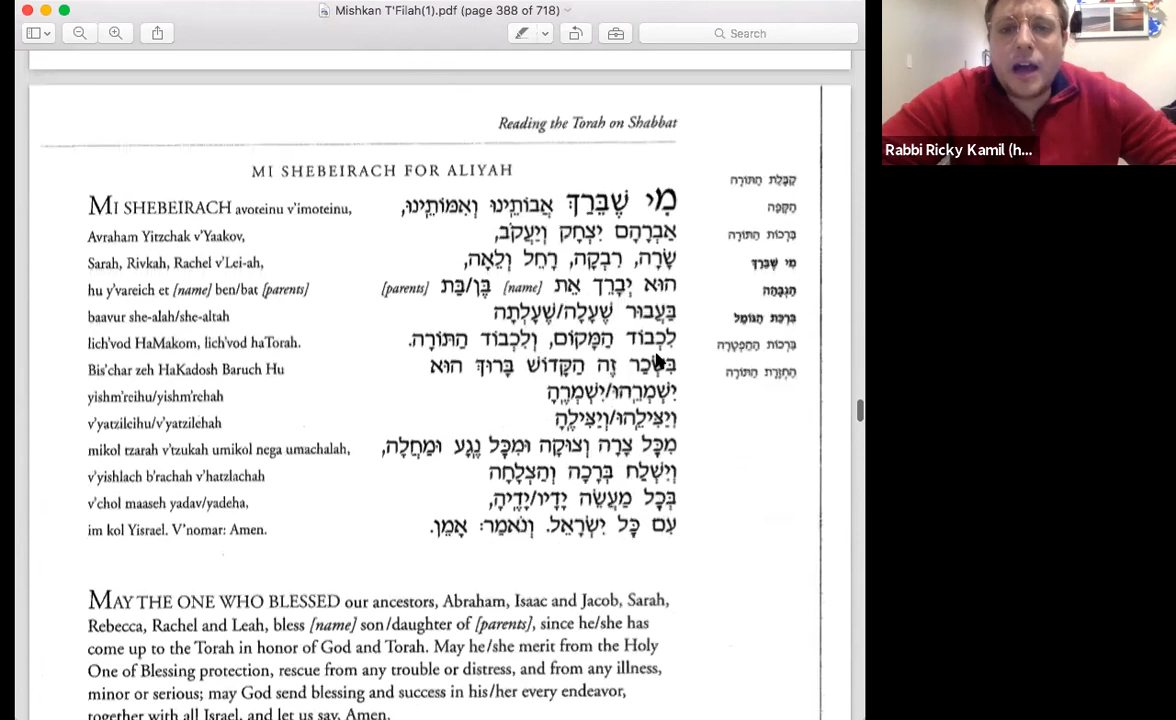 Mishkan T'Filah(1).pdf (page 388 of 718)
Search
Rabbi Ricky Kamil (h...
Reading the Torah on Shabbat
MI SHEBEIRACH FOR ALIYAH
MI SHEBEIRACH avoteinu v'imoteinu,
Avraham Yitzchak v'Yaakov,
Sarah, Rivkah, Rachel v'Lei-ah,
hu y'vareich et [name] ben/bat [parents]
baavur she-alah/she-altah
lich'vod HaMakom, lich'vod haTorah.
Bis'char zeh HaKadosh Baruch Hu
yishm'reihu/yishm'rehah
v'yatzileihu/v'yatzilehah
mikol tzarah v'tzukah umikol nega umachalah,
v'yishlach b'rachah v'hatzlachah
b'chol maaseh yadav/yadeha,
im kol Yisrael. V'nomar: Amen.
מִי שֶׁבֵּרַךְ אֲבוֹתֵֽינוּ וְאִמּוֹתֵֽינוּ,
אַבְרָהָם יִצְחָק וְיַעֲקֹב,
שָׂרָה, רִבְקָה, רָחֵל וְלֵאָה,
הוּא יְבָרֵךְ אֶת [name] בֶּן/בַּת [parents]
בַּעֲבוּר שֶׁעָלָה/שֶׁעָלְתָה
לִכְבוֹד הַמָּקוֹם, וְלִכְבוֹד הַתּוֹרָה.
בִּשְׂכַר זֶה הַקָּדוֹשׁ בָּרוּךְ הוּא
יִשְׁמְרֵֽהוּ/יִשְׁמְרֶֽהָ
וְיַצִּילֵֽהוּ/וְיַצִּילֶֽהָ
מִכׇּל צָרָה וְצוּקָה וּמִכׇּל נֶֽגַע וּמַחֲלָה,
וְיִשְׁלַח בְּרָכָה וְהַצְלָחָה
בְּכׇל מַעֲשֵׂה יָדָיו/יָדֶֽיהָ,
עִם כׇּל יִשְׂרָאֵל. וְנֹאמַר: אָמֵן.
קַבָּלַת הַתּוֹרָה
הַקָּפָה
בִּרְכוֹת הַתּוֹרָה
מִי שֶׁבֵּרַךְ
הַגְבָּהָה
בִּרְכַּת הַגּוֹמֵל
בִּרְכוֹת הַהַפְטָרָה
הַחְזָרַת הַתּוֹרָה
MAY THE ONE WHO BLESSED our ancestors, Abraham, Isaac and Jacob, Sarah,
Rebecca, Rachel and Leah, bless [name] son/daughter of [parents], since he/she has
come up to the Torah in honor of God and Torah. May he/she merit from the Holy
One of Blessing protection, rescue from any trouble or distress, and from any illness,
minor or serious; may God send blessing and success in his/her every endeavor,
together with all Israel, and let us say, Amen.